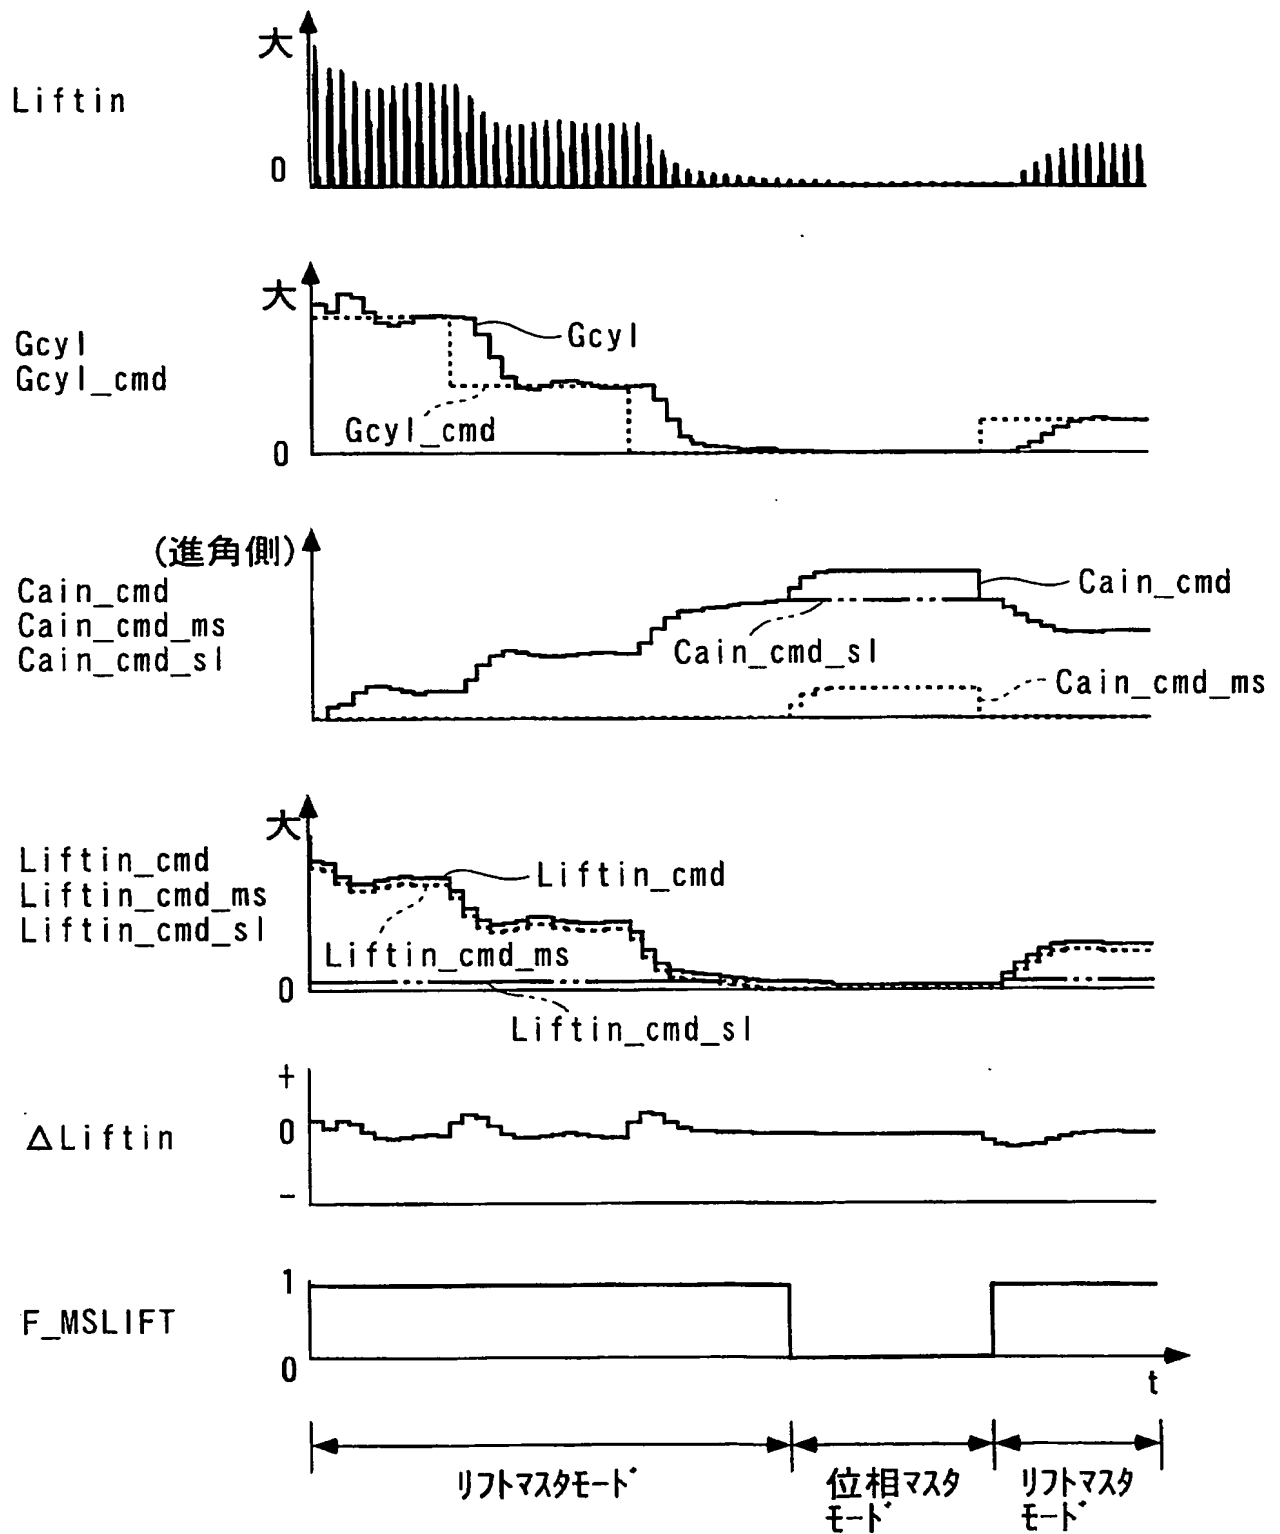 大
Liftin
0
大
Gcyl
Gcyl
Gcyl_cmd
Gcyl_cmd
0
(進角側)
Cain_cmd
Cain_cmd
Cain_cmd_ms
Cain_cmd_sl
Cain_cmd_sl
Cain_cmd_ms
大
Liftin_cmd
Liftin_cmd
Liftin_cmd_ms
Liftin_cmd_sl
Liftin_cmd_ms
0
Liftin_cmd_sl
+
0
ΔLiftin
−
1
F_MSLIFT
0
t
ﾘﾌﾄﾏｽﾀﾓｰﾄﾞ
位相ﾏｽﾀ
ﾓｰﾄﾞ
ﾘﾌﾄﾏｽﾀ
ﾓｰﾄﾞ